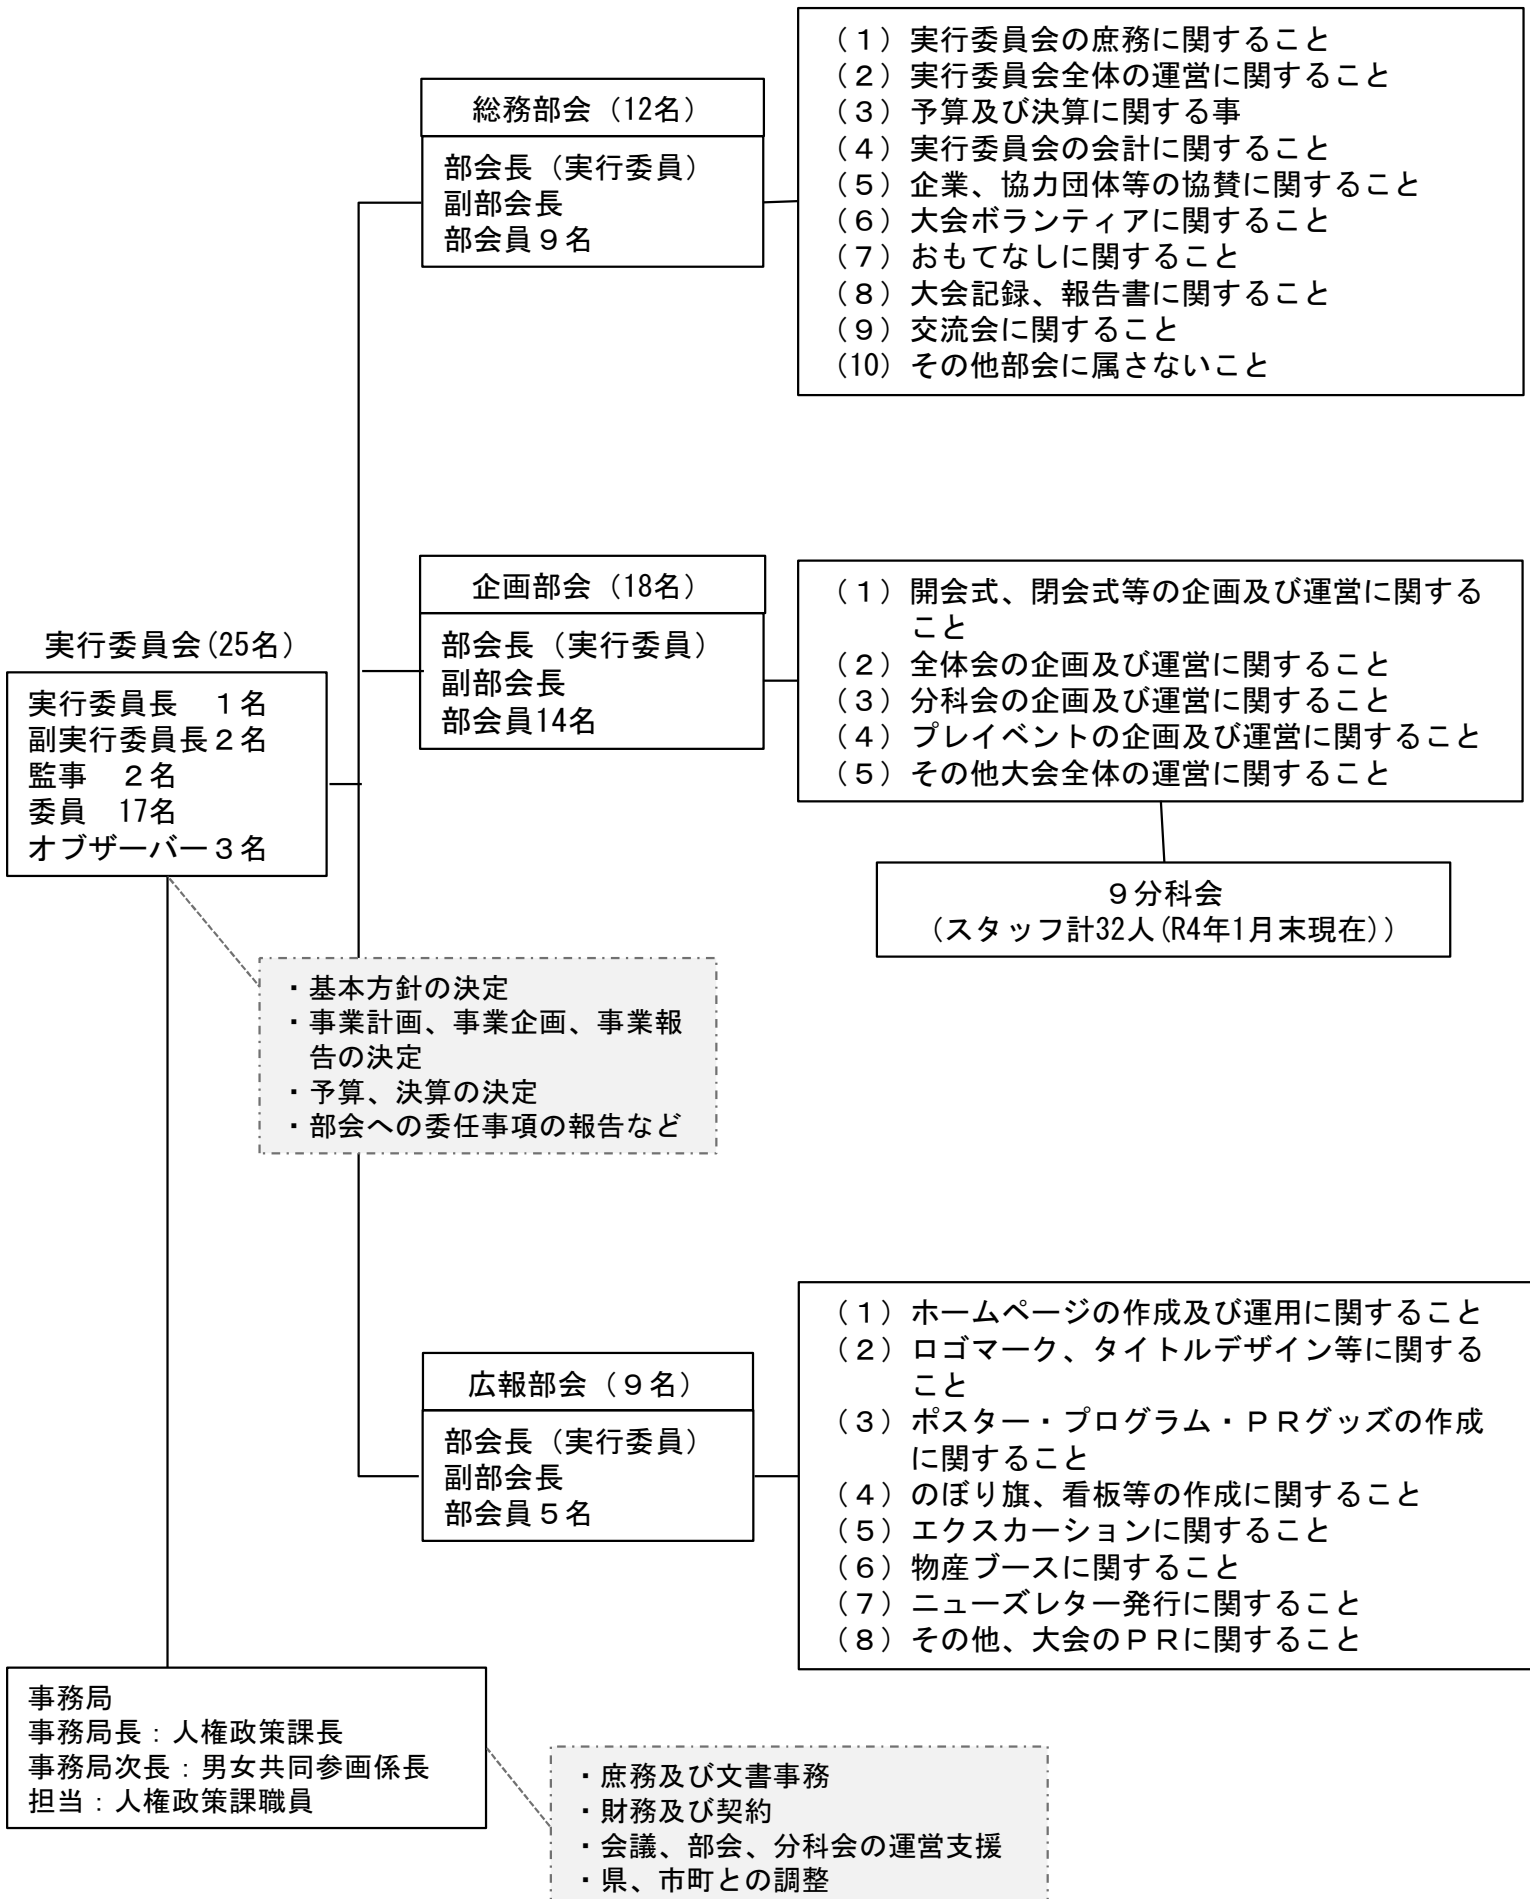 総務部会（12名）
部会長（実行委員）
副部会長
部会員９名
（１）実行委員会の庶務に関すること
（２）実行委員会全体の運営に関すること
（３）予算及び決算に関する事
（４）実行委員会の会計に関すること
（５）企業、協力団体等の協賛に関すること
（６）大会ボランティアに関すること
（７）おもてなしに関すること
（８）大会記録、報告書に関すること
（９）交流会に関すること
（10）その他部会に属さないこと
実行委員会(25名)
実行委員長　１名
副実行委員長２名
監事　２名
委員　17名
オブザーバー３名
企画部会（18名）
部会長（実行委員）
副部会長
部会員14名
（１）開会式、閉会式等の企画及び運営に関する
こと
（２）全体会の企画及び運営に関すること
（３）分科会の企画及び運営に関すること
（４）プレイベントの企画及び運営に関すること
（５）その他大会全体の運営に関すること
９分科会
（スタッフ計32人(R4年1月末現在)）
・基本方針の決定
・事業計画、事業企画、事業報
告の決定
・予算、決算の決定
・部会への委任事項の報告など
広報部会（９名）
部会長（実行委員）
副部会長
部会員５名
（１）ホームページの作成及び運用に関すること
（２）ロゴマーク、タイトルデザイン等に関する
こと
（３）ポスター・プログラム・ＰＲグッズの作成
に関すること
（４）のぼり旗、看板等の作成に関すること
（５）エクスカーションに関すること
（６）物産ブースに関すること
（７）ニューズレター発行に関すること
（８）その他、大会のＰＲに関すること
事務局
事務局長：人権政策課長
事務局次長：男女共同参画係長
担当：人権政策課職員
・庶務及び文書事務
・財務及び契約
・会議、部会、分科会の運営支援
・県、市町との調整